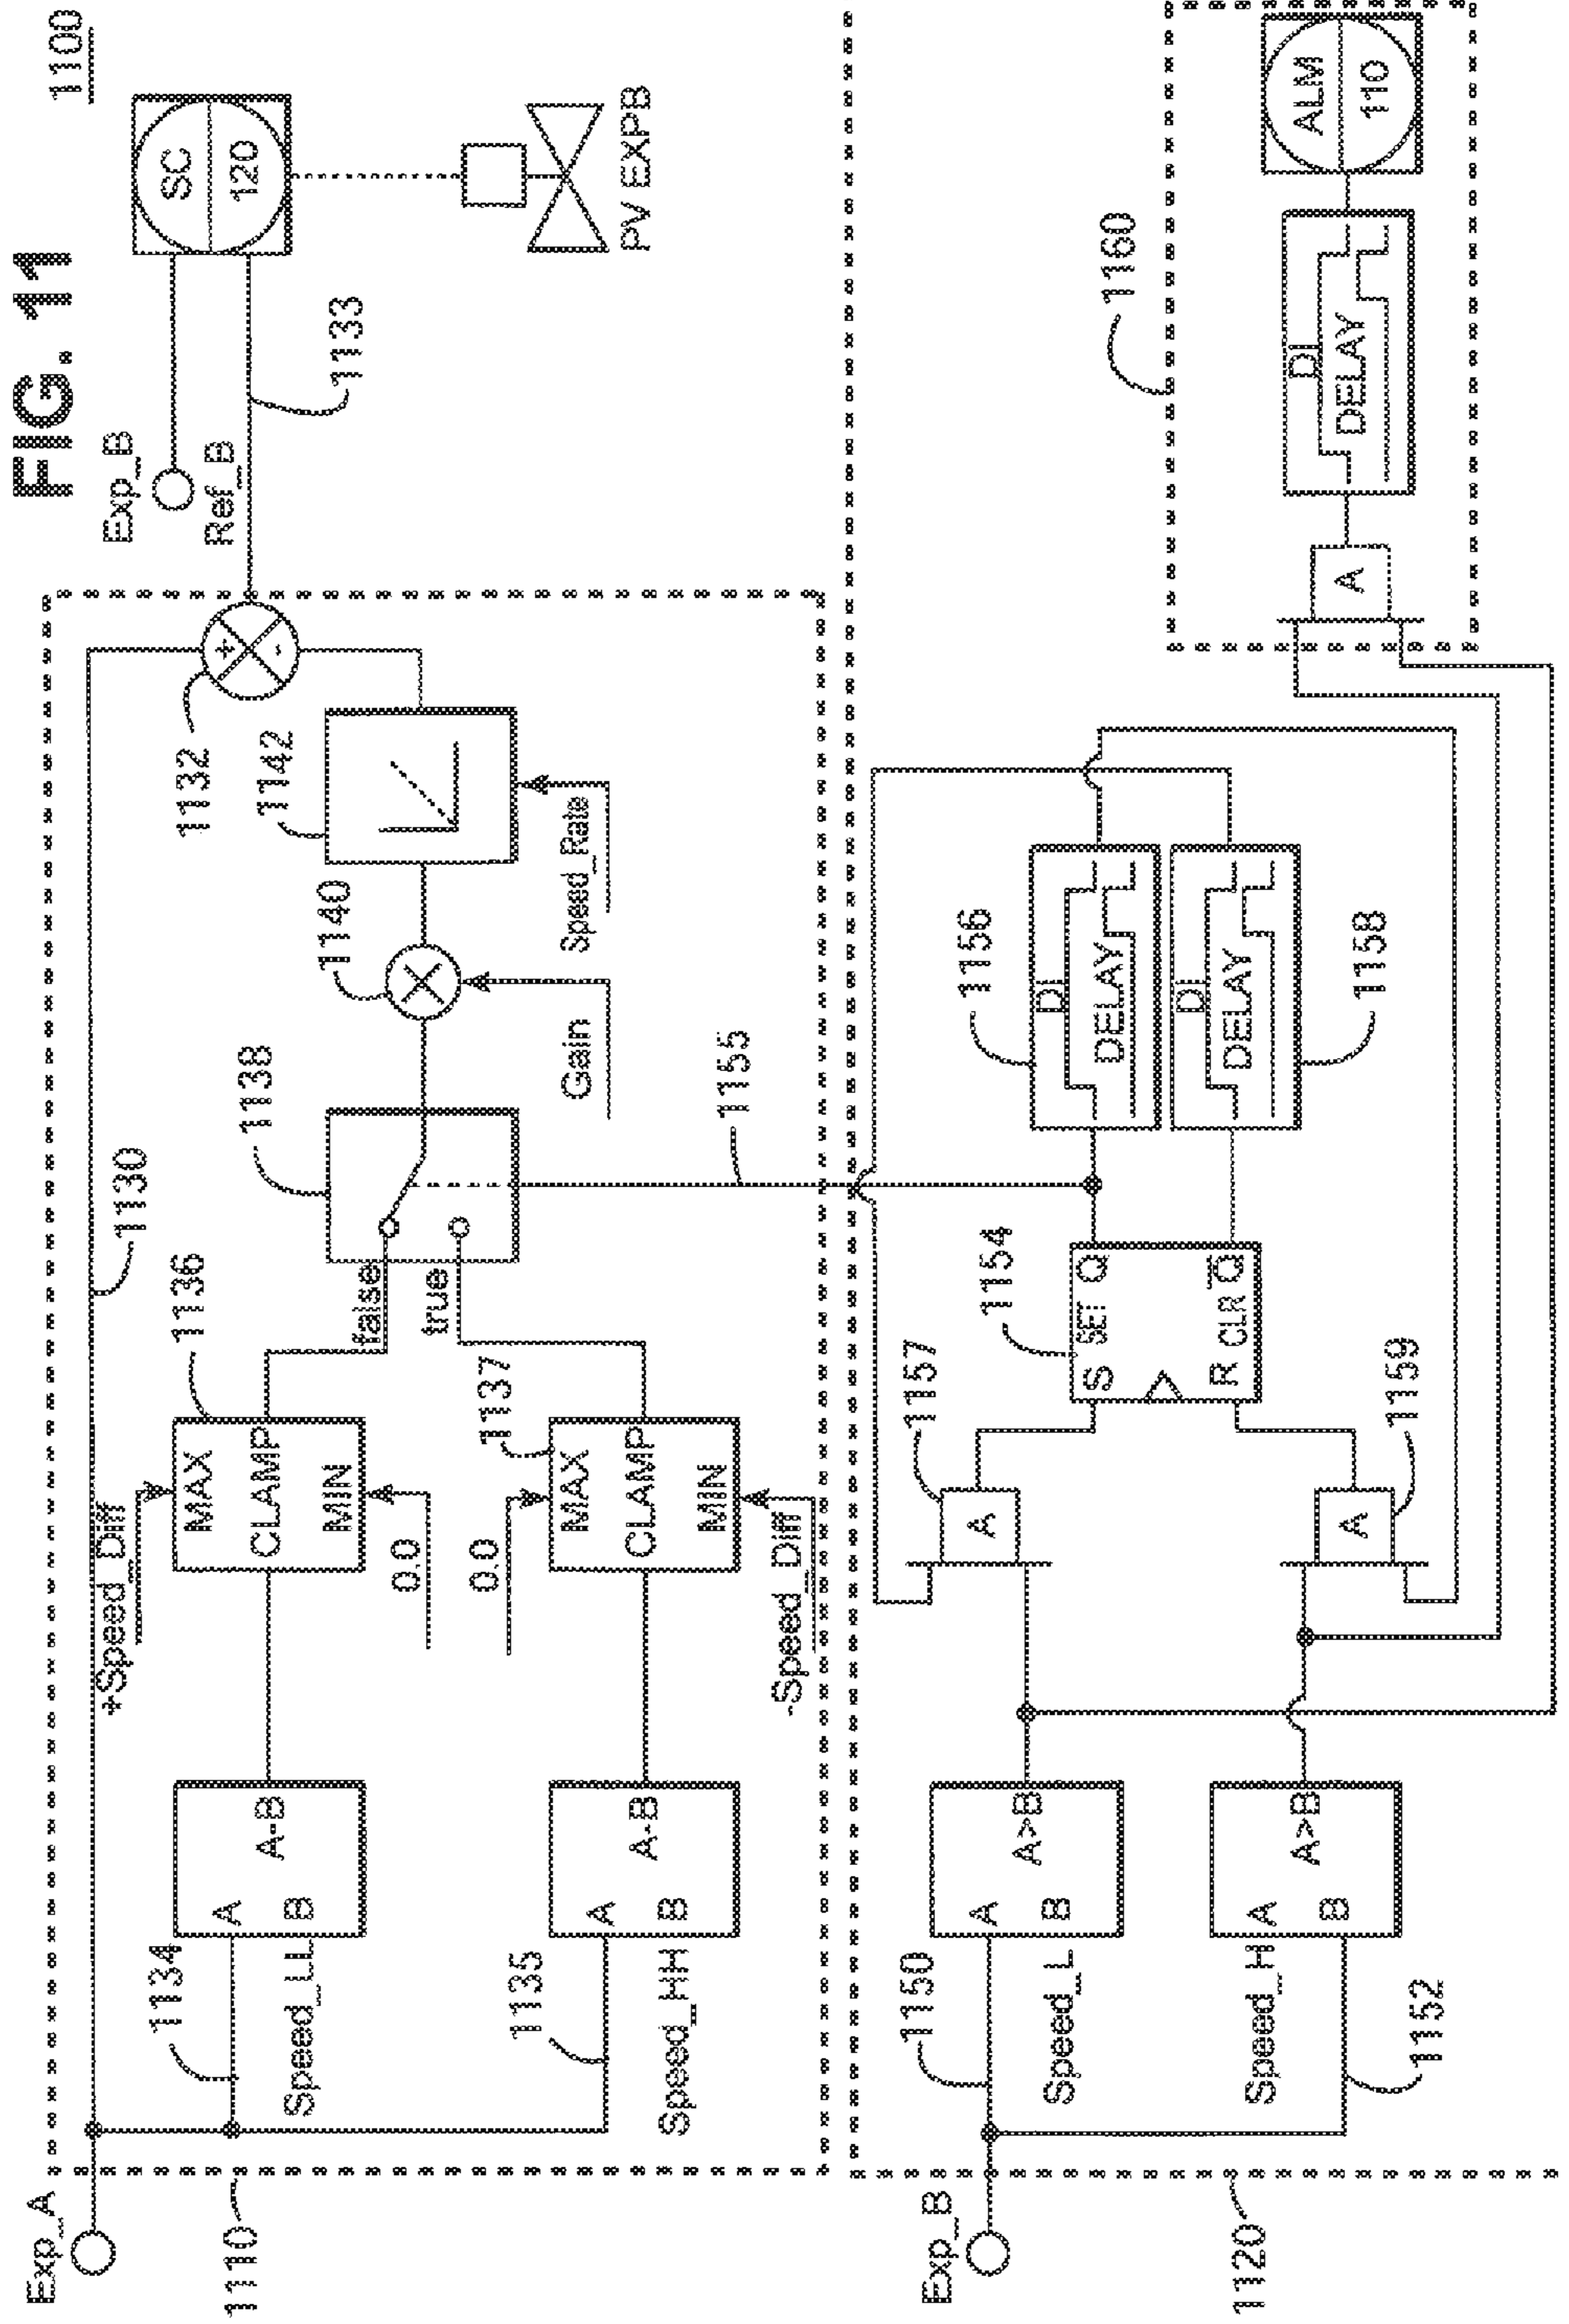 FIG. 11
1100
Exp_A
1110
1130
1134
A
A-B
B
Speed_LL
+Speed_Diff
MAX
CLAMP
MIN
1136
0.0
1135
A
A-B
B
Speed_HH
0.0
MAX
CLAMP
MIN
1137
-Speed_Diff
false
true
1138
1140
Gain
1142
Speed_Rate
1132
+
-
Exp_B
Ref_B
1133
SC
120
PV EXPB
1155
Exp_B
1120
1150
A
A>B
B
Speed_L
Speed_H
A
A>B
B
1152
1157
A
1159
A
1154
S SET Q
R CLR Q̅
1156
DI
DELAY
DI
DELAY
1158
1160
A
DI
DELAY
ALM
110